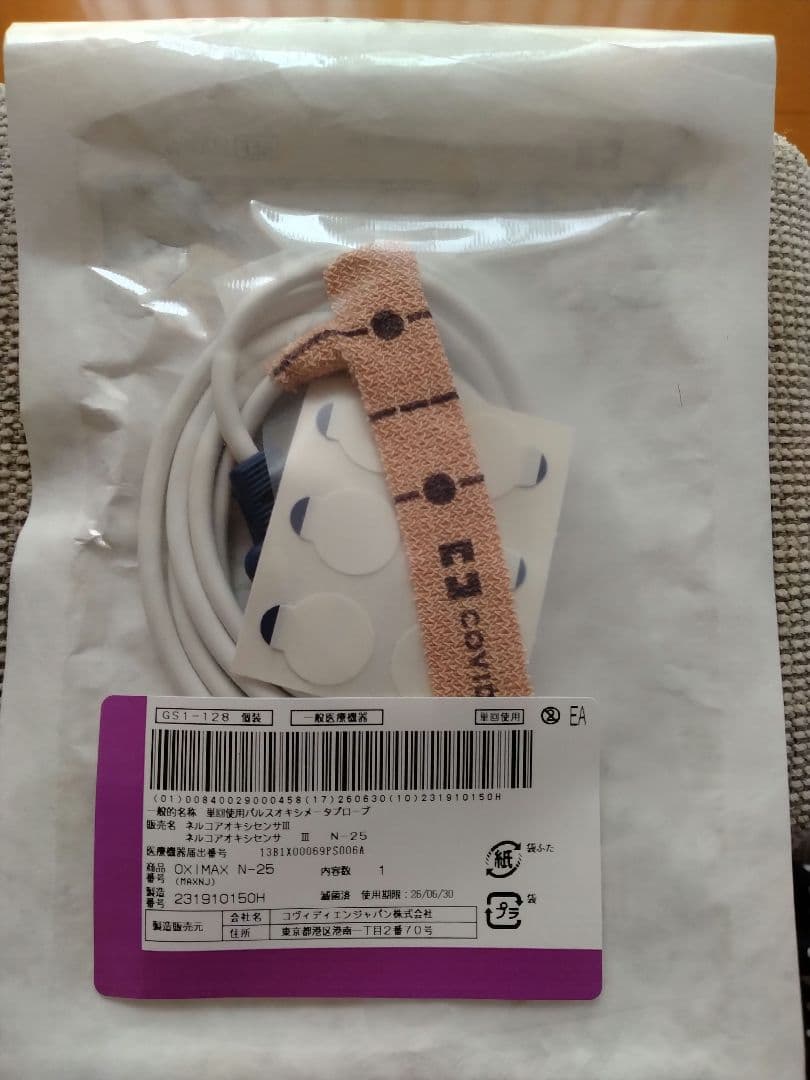 COVID
GS1-128 個装
一般医療機器
単回使用
EA
(01)00840029000458(17)260630(10)231910150H
一般的名称 単回使用パルスオキシメータプローブ
販売名 ネルコアオキシセンサⅢ
ネルコアオキシセンサ Ⅲ N-25
医療機器届出番号 13B1X00069PS006A
商品番号 OXIMAX N-25 内容数 1
(MAXNJ)
製造番号 231910150H 滅菌済 使用期限:26/06/30
製造販売元 会社名 コヴィディエンジャパン株式会社
住所 東京都港区港南一丁目2番70号
紙 袋ふた
プラ 袋